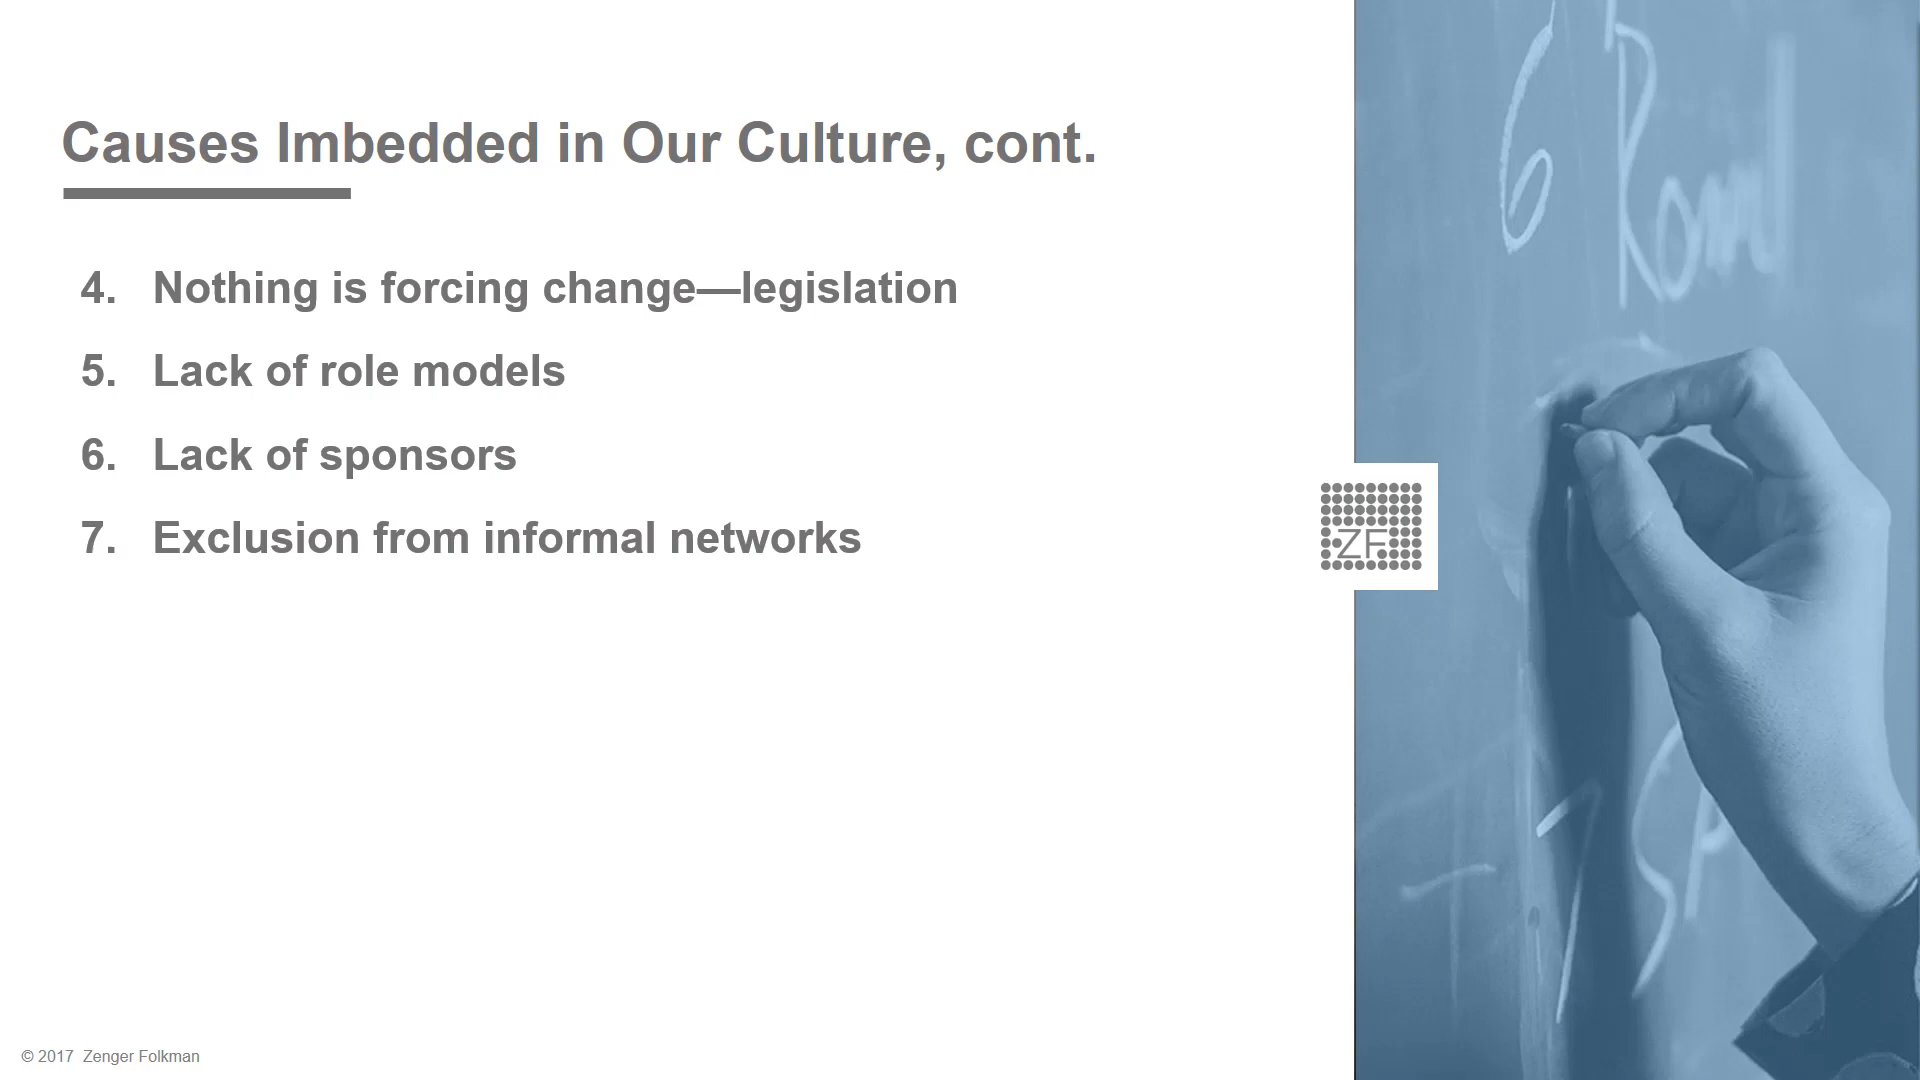 Causes Imbedded in Our Culture, cont.
4. Nothing is forcing change—legislation
5. Lack of role models
6. Lack of sponsors
7. Exclusion from informal networks
ZF
© 2017 Zenger Folkman
6